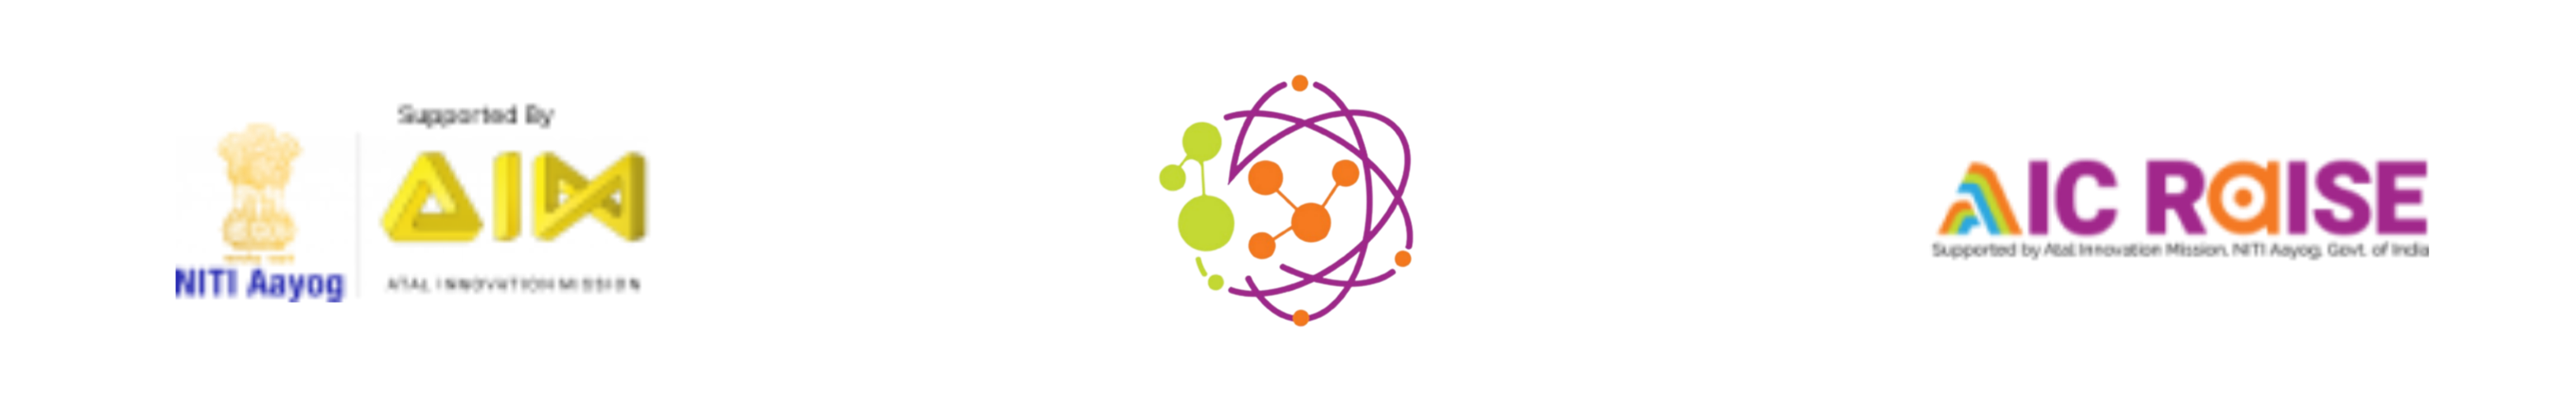 Supported By
AIM
NITI Aayog
ATAL INNOVATION MISSION
AIC RAISE
Supported by Atal Innovation Mission, NITI Aayog, Govt. of India